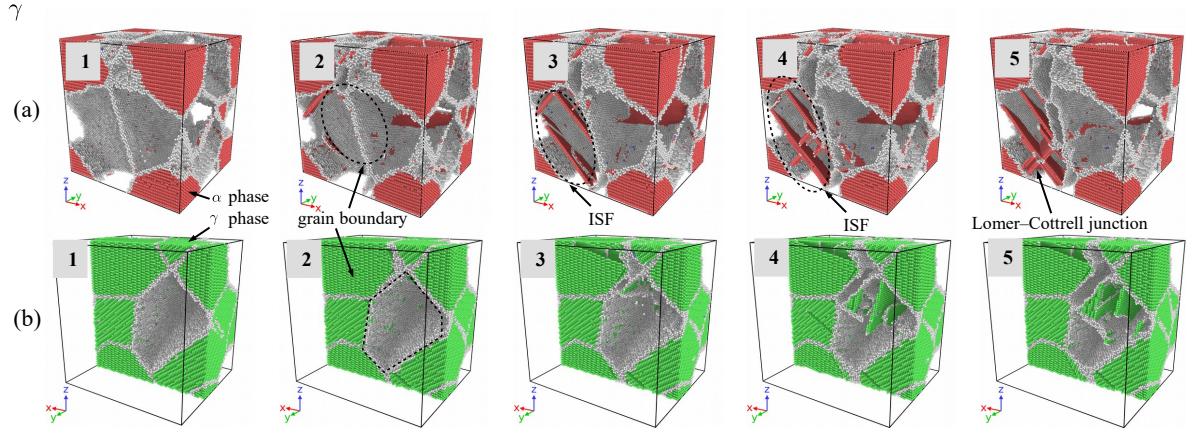 γ
(a)
1
2
3
4
5
z
y
x
z
y
x
z
y
x
z
y
x
z
y
x
α phase
γ phase
grain boundary
ISF
ISF
Lomer–Cottrell junction
(b)
1
2
3
4
5
z
x
y
z
x
y
z
x
y
z
x
y
z
x
y